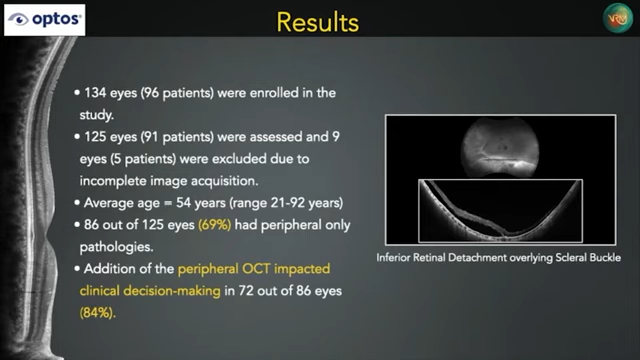 optos®
Results
VRM
• 134 eyes (96 patients) were enrolled in the
study.
• 125 eyes (91 patients) were assessed and 9
eyes (5 patients) were excluded due to
incomplete image acquisition.
• Average age = 54 years (range 21-92 years)
• 86 out of 125 eyes (69%) had peripheral only
pathologies.
• Addition of the peripheral OCT impacted
clinical decision-making in 72 out of 86 eyes
(84%).
Inferior Retinal Detachment overlying Scleral Buckle